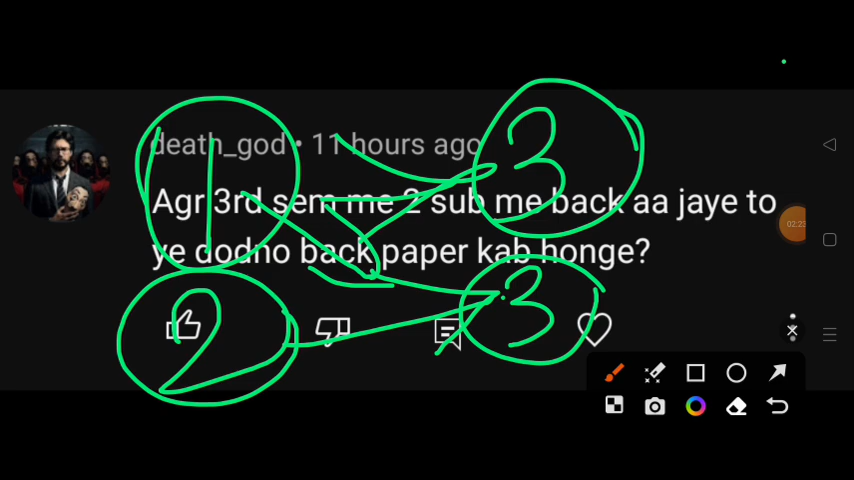 death_god • 11 hours ago
Agr 3rd sem me 2 sub me back aa jaye to
ye dodno back paper kab honge?
1 3
2 3